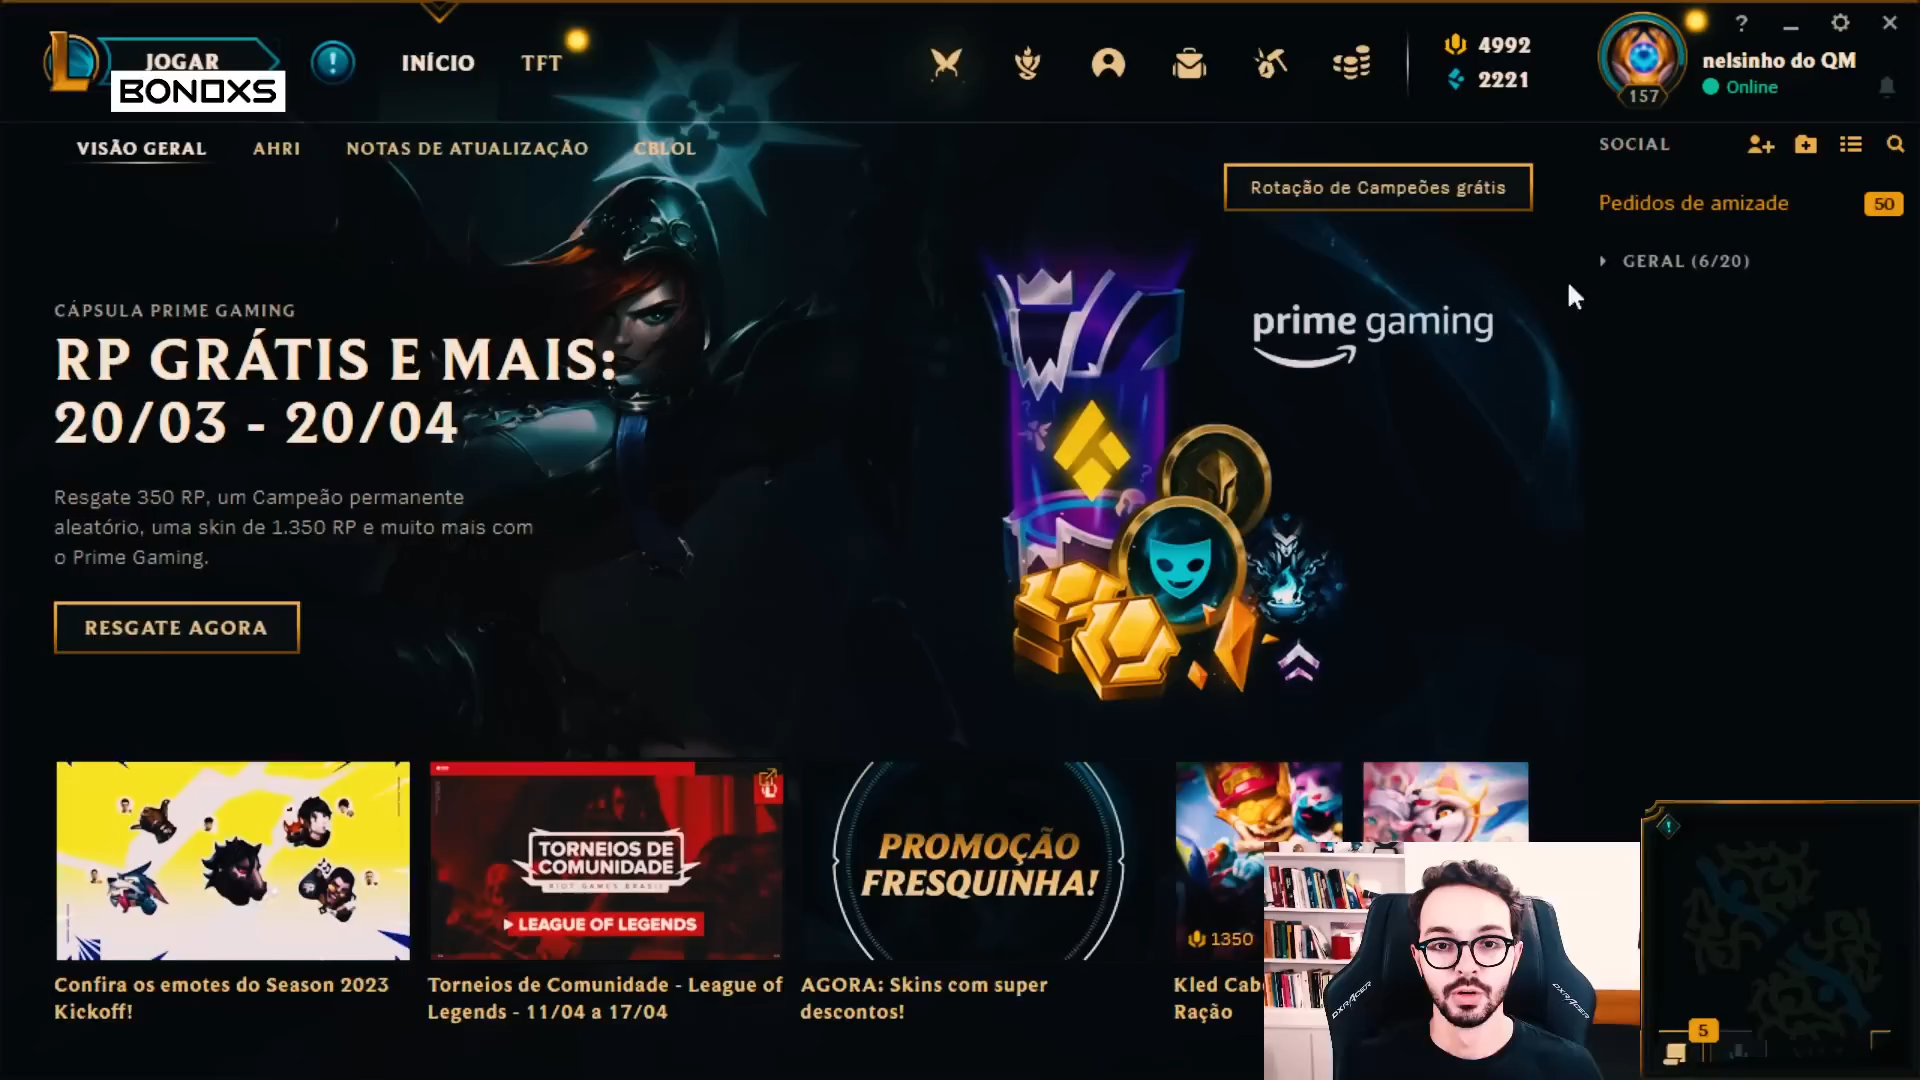 JOGAR
BONOXS
INÍCIO
TFT
4992
2221
157
nelsinho do QM
Online
VISÃO GERAL
AHRI
NOTAS DE ATUALIZAÇÃO
CBLOL
SOCIAL
Rotação de Campeões grátis
Pedidos de amizade
50
GERAL (6/20)
CÁPSULA PRIME GAMING
RP GRÁTIS E MAIS:
20/03 - 20/04
prime gaming
Resgate 350 RP, um Campeão permanente
aleatório, uma skin de 1.350 RP e muito mais com
o Prime Gaming.
RESGATE AGORA
TORNEIOS DE
COMUNIDADE
RIOT GAMES BRASIL
LEAGUE OF LEGENDS
PROMOÇÃO
FRESQUINHA!
1350
Confira os emotes do Season 2023
Kickoff!
Torneios de Comunidade - League of
Legends - 11/04 a 17/04
AGORA: Skins com super
descontos!
Kled Cab
Ração
DXRACER
DXRACER
5